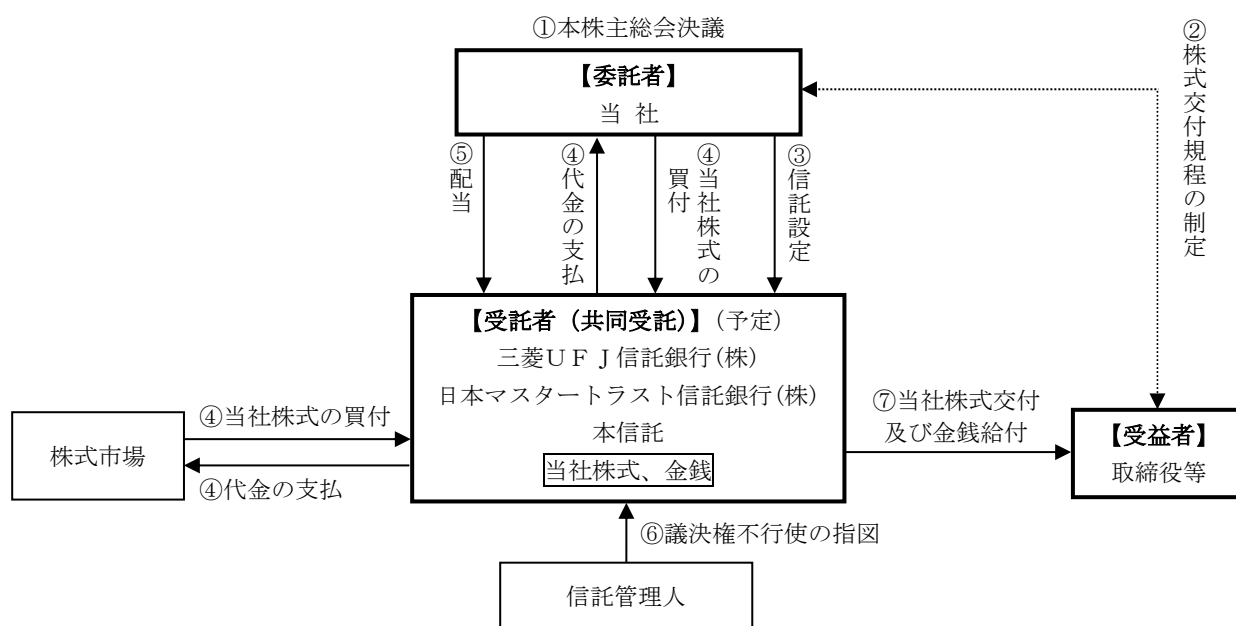 ①本株主総会決議
【委託者】
当 社
②株式交付規程の制定
⑤配当
④代金の支払
④当社株式の
買付
③信託設定
【受託者（共同受託）】(予定)
三菱ＵＦＪ信託銀行(株)
日本マスタートラスト信託銀行(株)
本信託
当社株式、金銭
④当社株式の買付
株式市場
④代金の支払
⑦当社株式交付
及び金銭給付
【受益者】
取締役等
⑥議決権不行使の指図
信託管理人